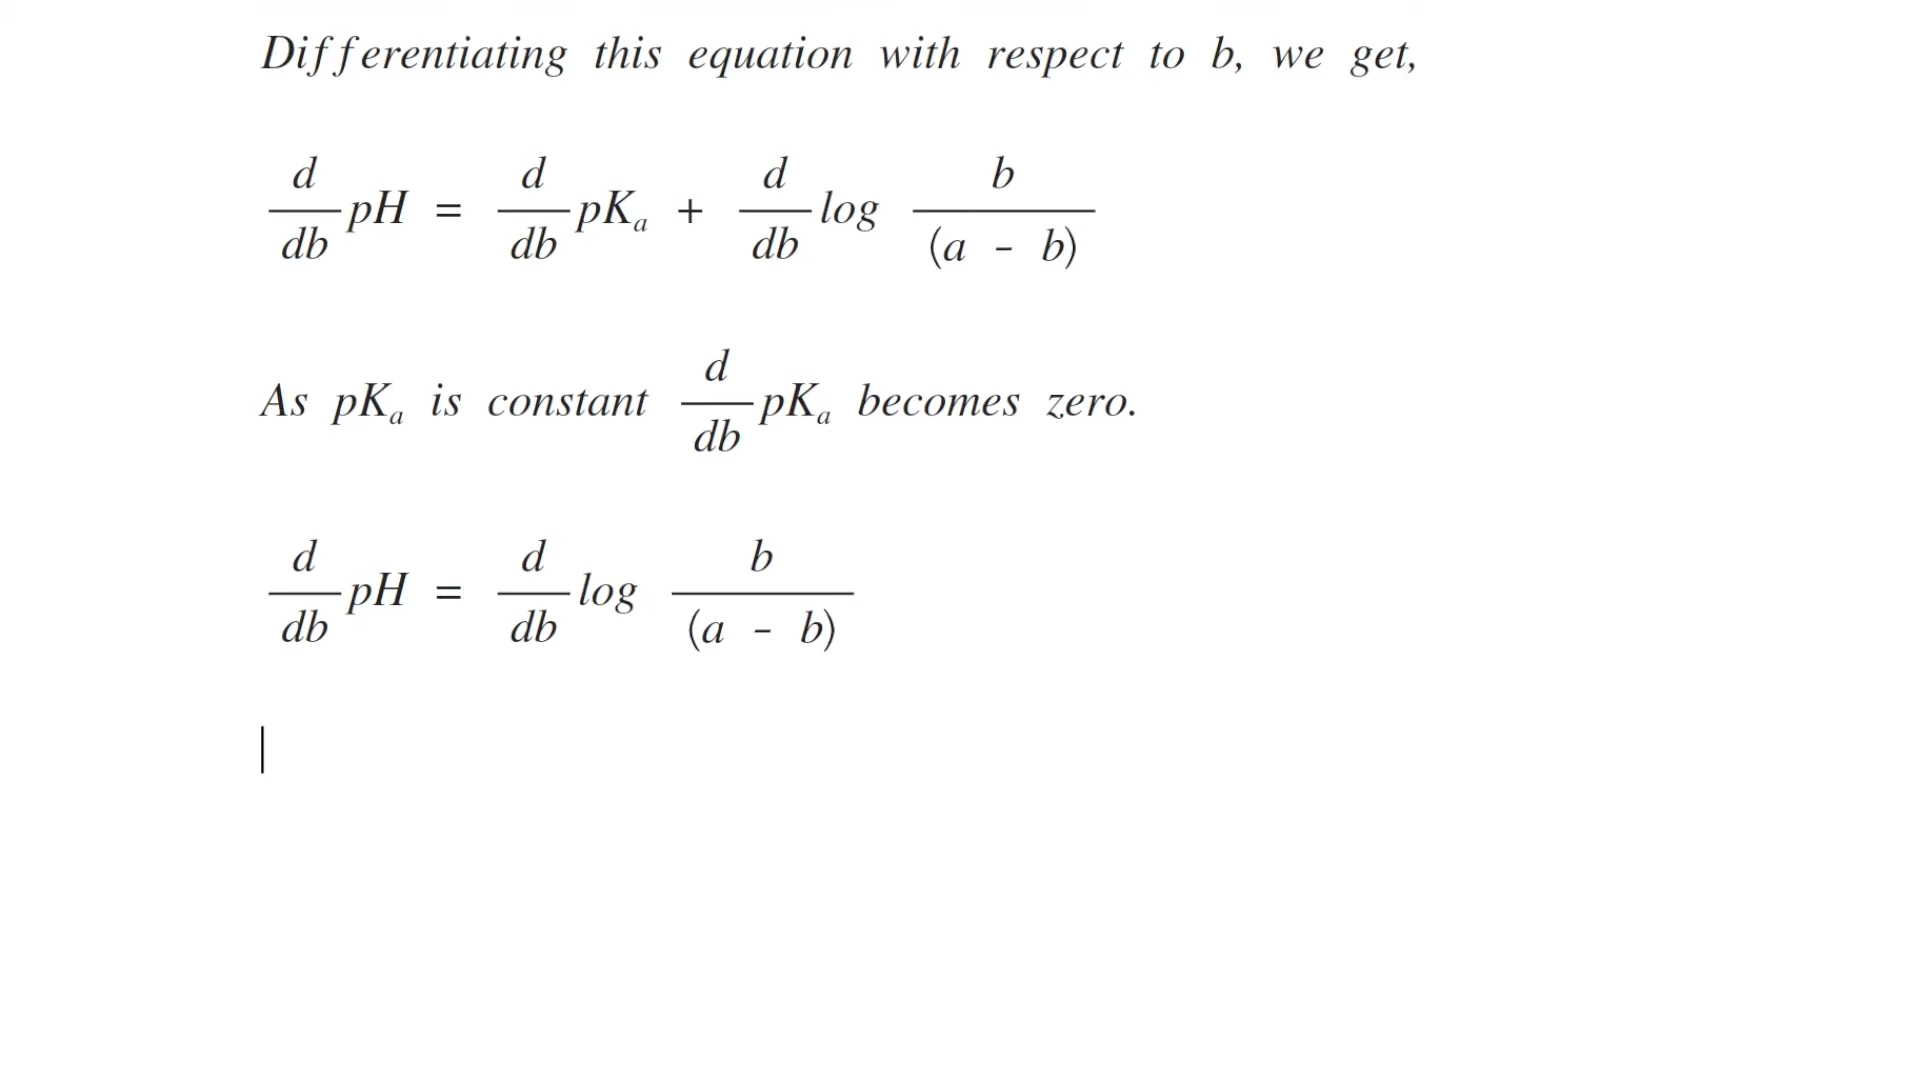 Differentiating this equation with respect to b, we get,
d/db pH = d/db pKₐ + d/db log b/(a - b)
As pKₐ is constant d/db pKₐ becomes zero.
d/db pH = d/db log b/(a - b)